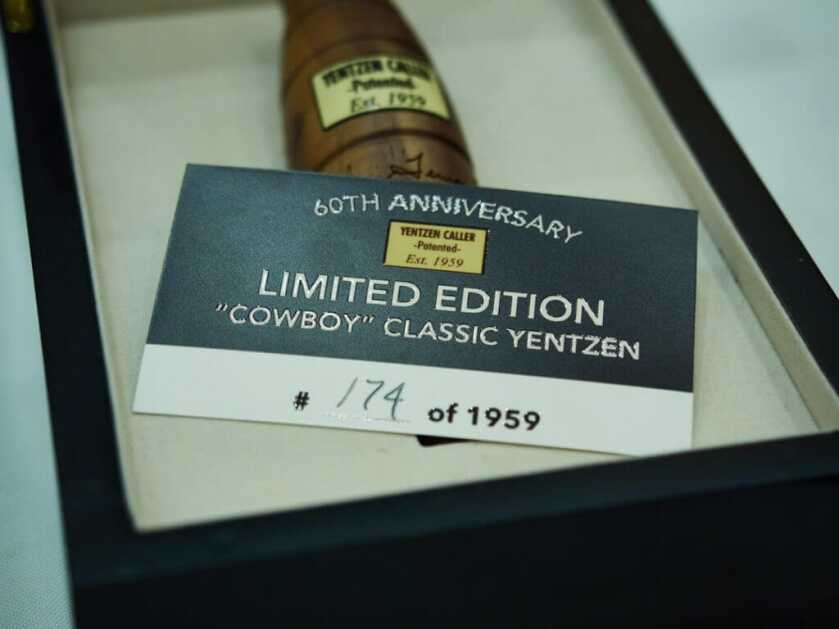 YENTZEN CALLER
-Patented-
Est. 1959
60TH ANNIVERSARY
YENTZEN CALLER
-Patented-
Est. 1959
LIMITED EDITION
"COWBOY" CLASSIC YENTZEN
# 174 of 1959